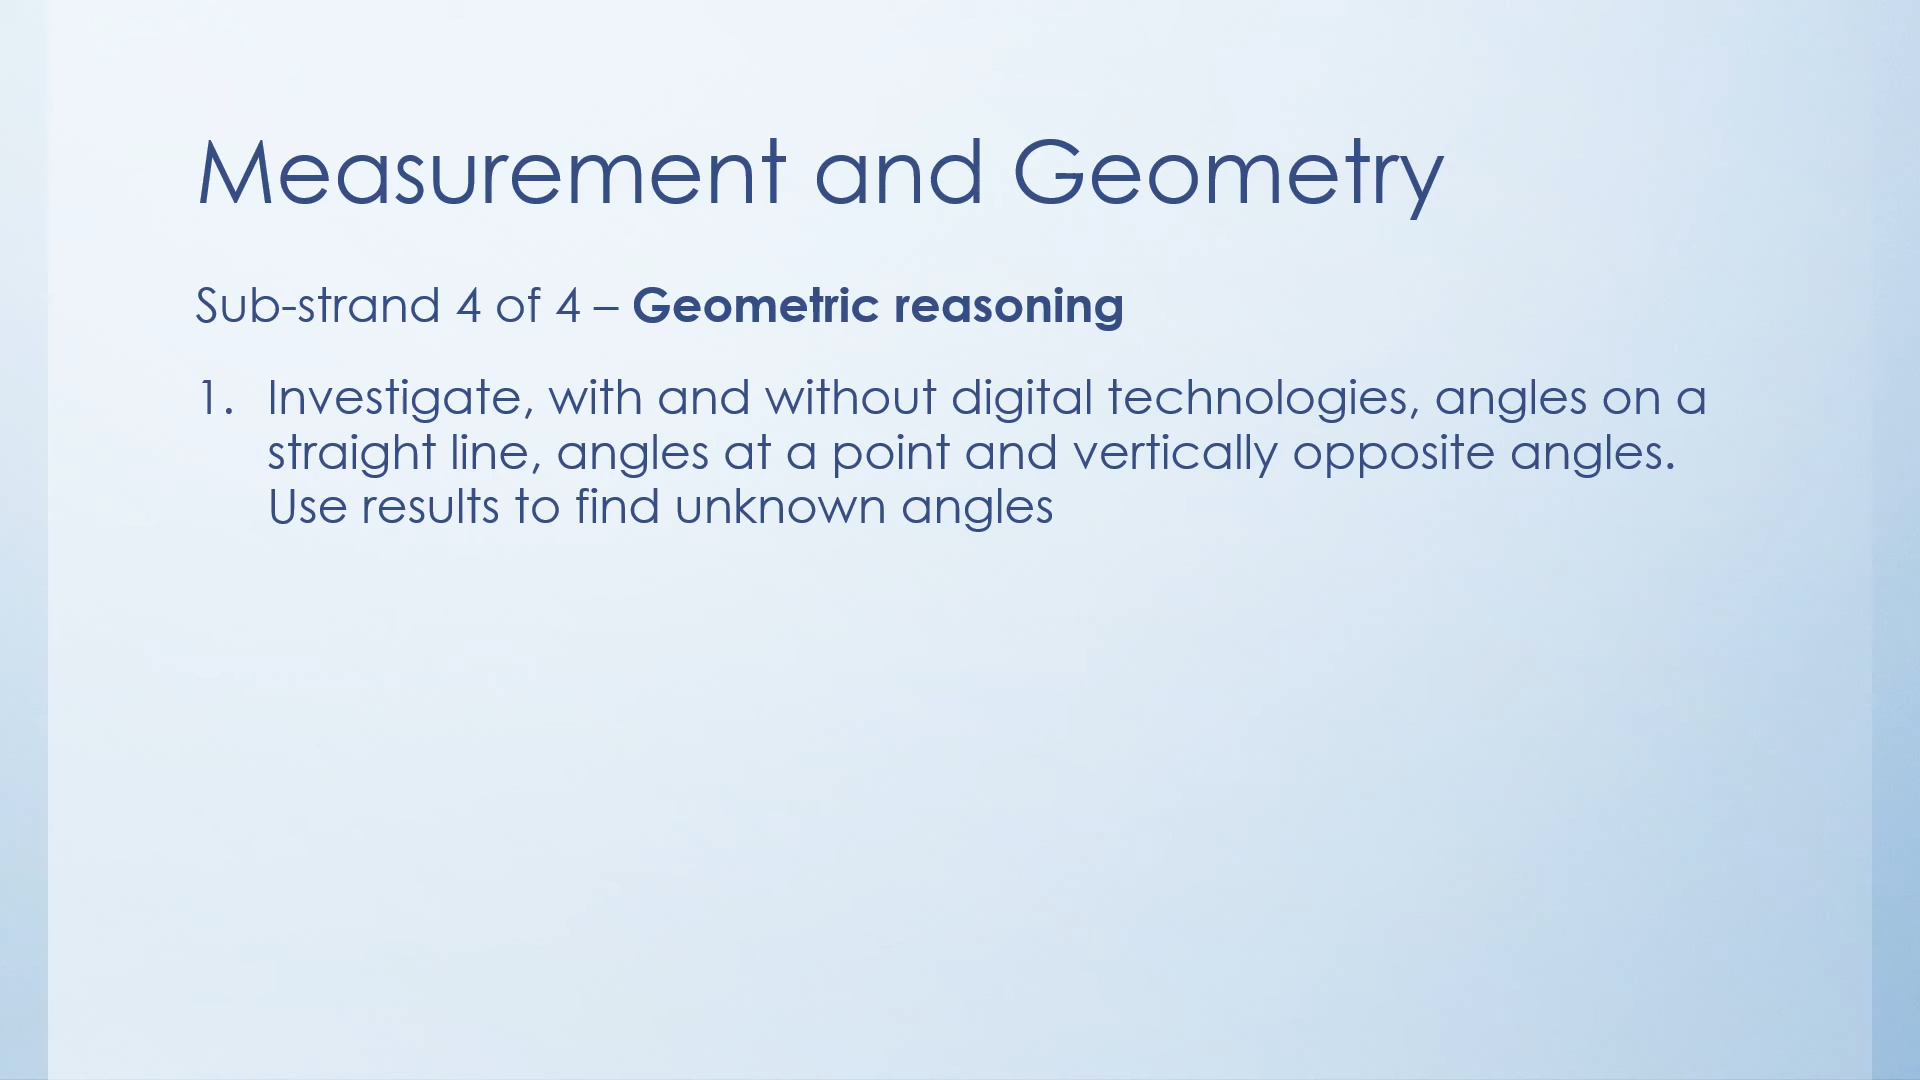 Measurement and Geometry
Sub-strand 4 of 4 – Geometric reasoning
1. Investigate, with and without digital technologies, angles on a
straight line, angles at a point and vertically opposite angles.
Use results to find unknown angles